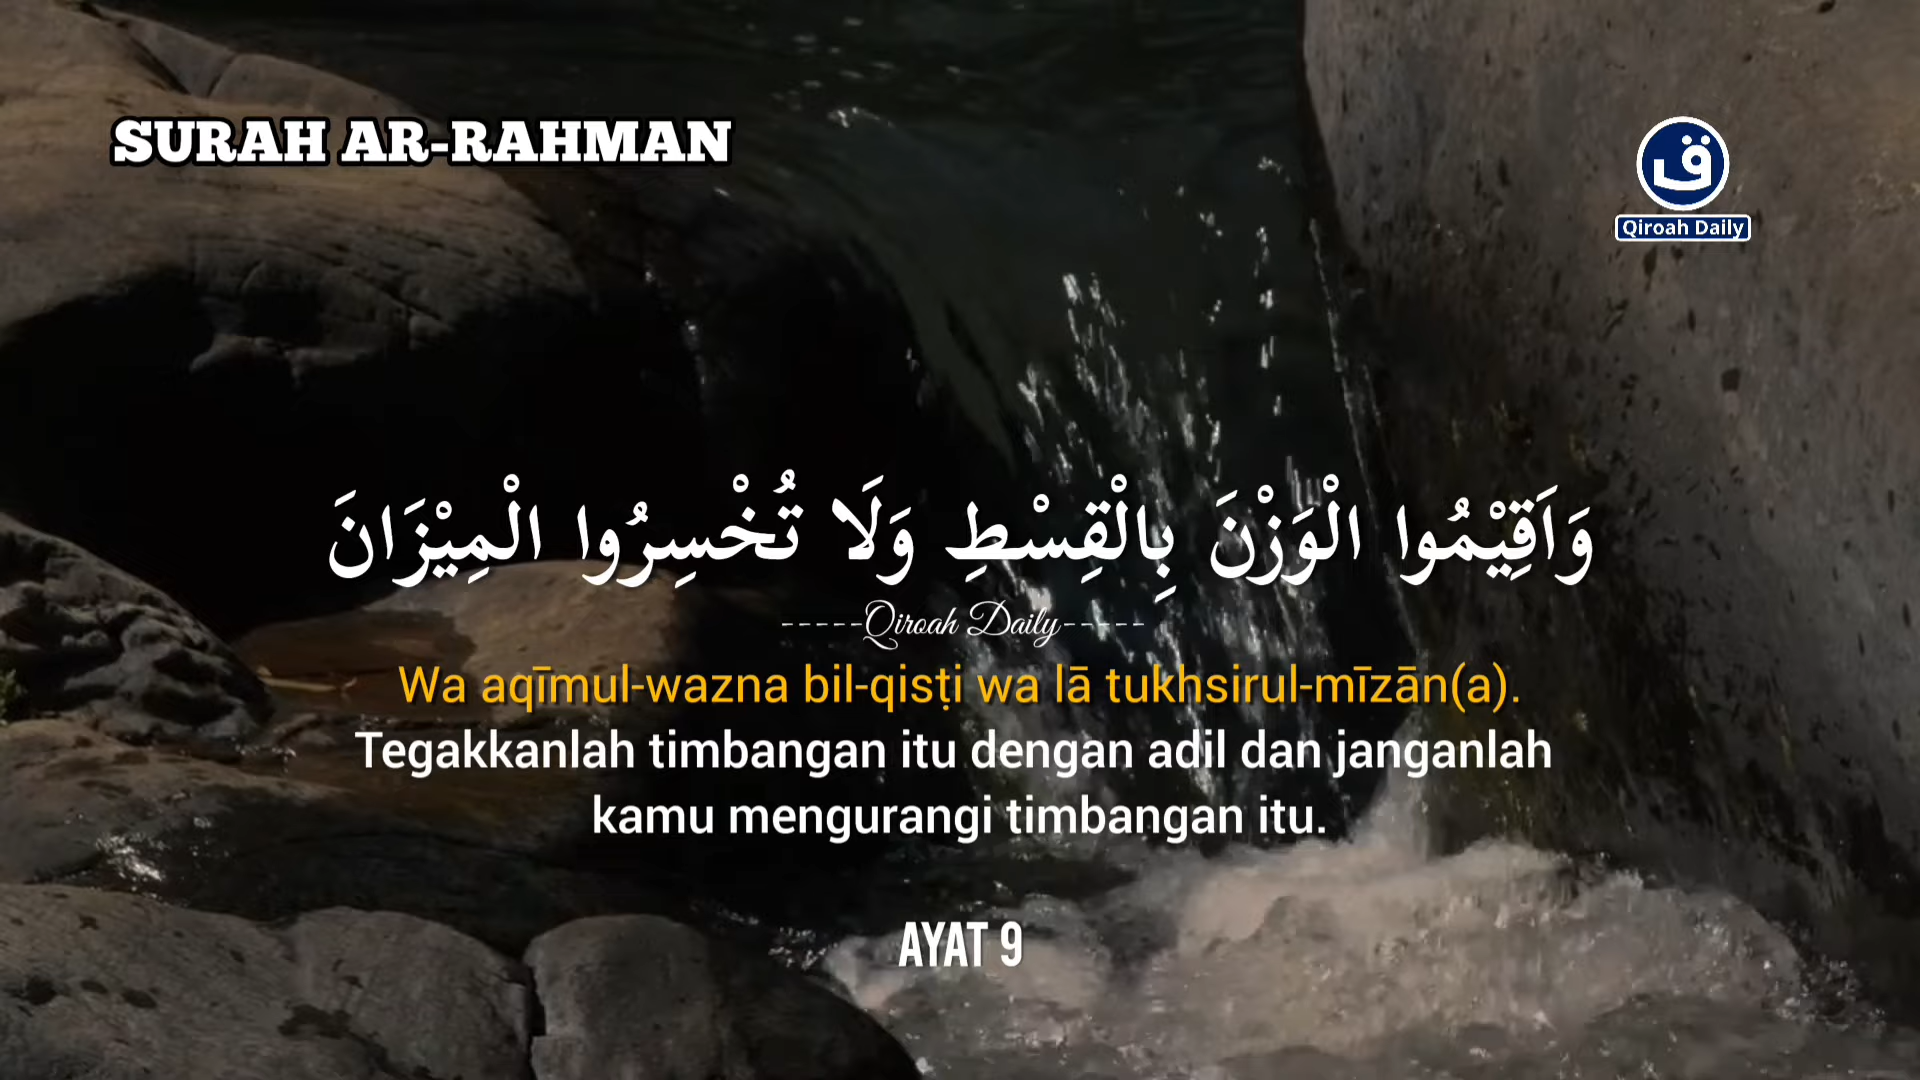 SURAH AR-RAHMAN
ق
Qiroah Daily
وَاَقِيْمُوا الْوَزْنَ بِالْقِسْطِ وَلَا تُخْسِرُوا الْمِيْزَانَ
-----Qiroah Daily-----
Wa aqīmul-wazna bil-qisṭi wa lā tukhsirul-mīzān(a).
Tegakkanlah timbangan itu dengan adil dan janganlah
kamu mengurangi timbangan itu.
AYAT 9